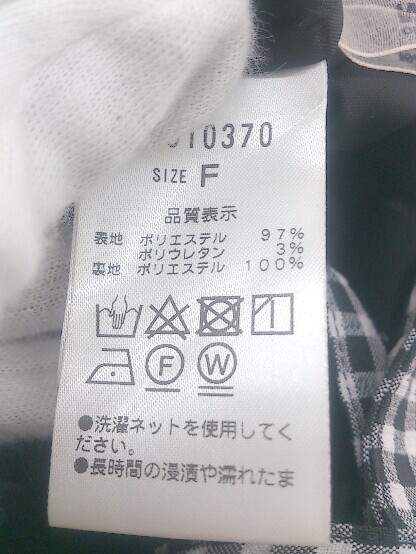 010370
SIZE F
品質表示
表地 ポリエステル 97%
ポリウレタン 3%
裏地 ポリエステル 100%
F W
●洗濯ネットを使用してく
ださい。
●長時間の浸漬や濡れたま